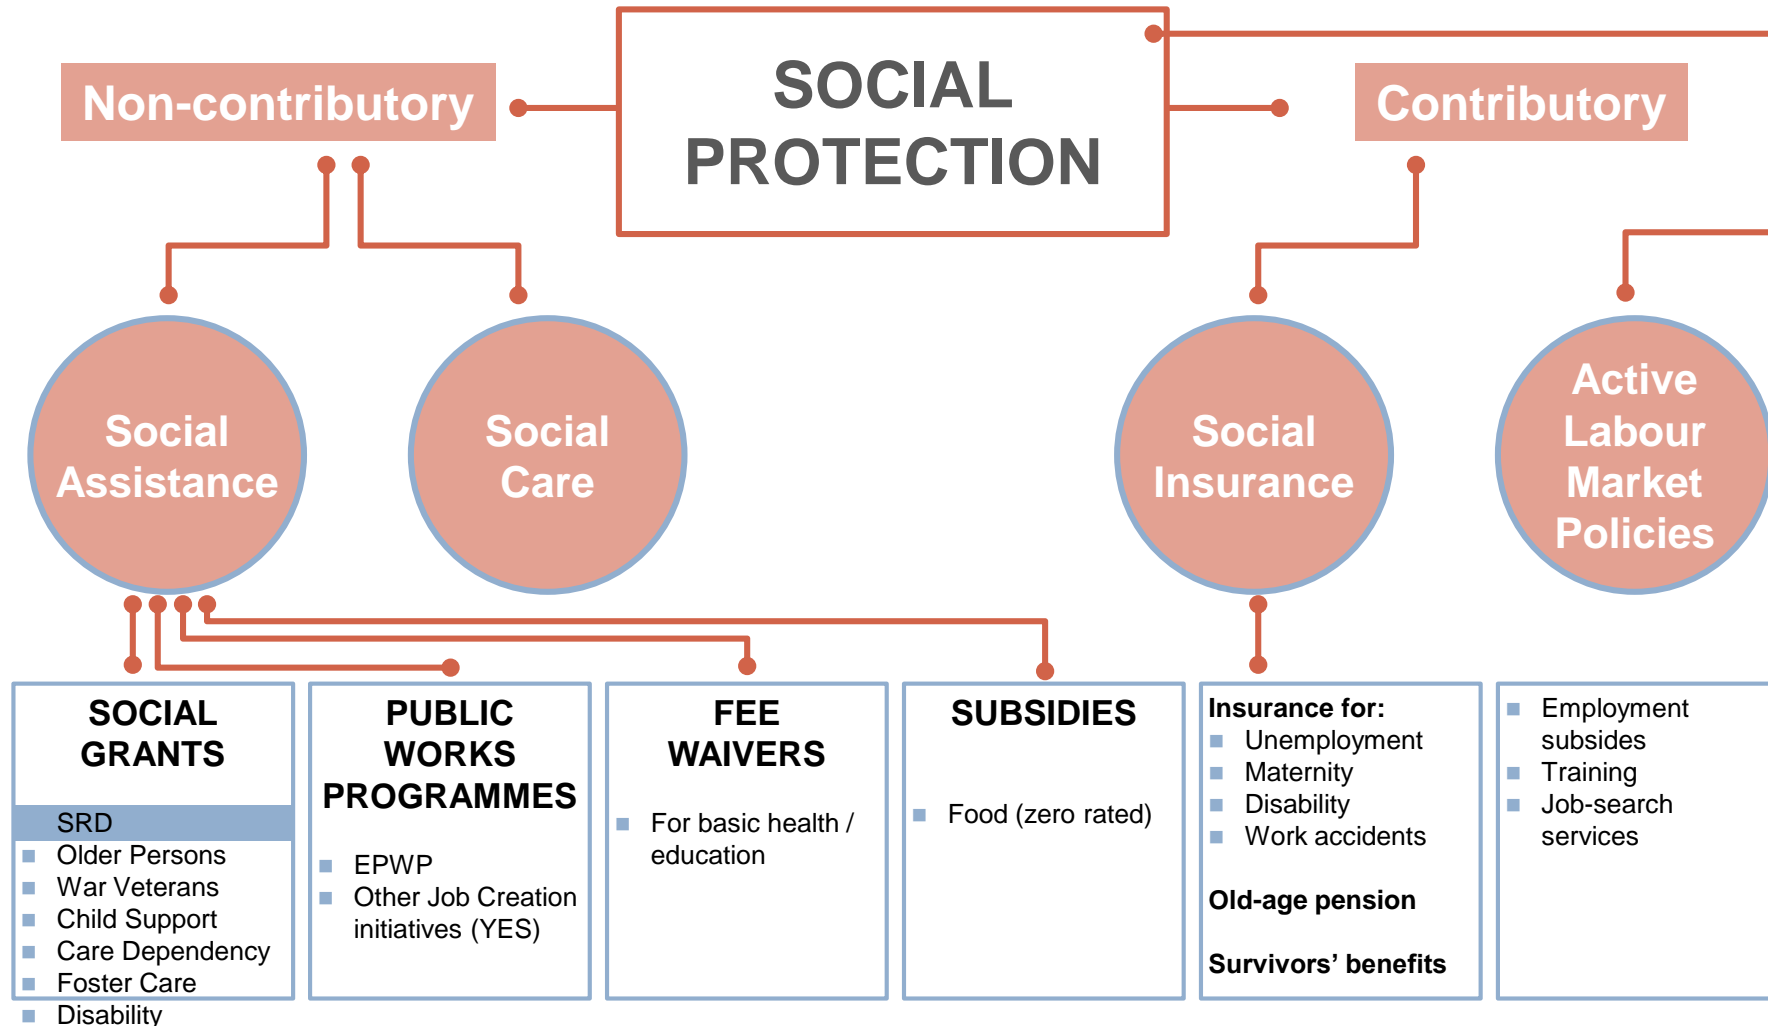 SOCIAL
PROTECTION
Non-contributory
Contributory
Social
Assistance
Social
Care
Social
Insurance
Active
Labour
Market
Policies
SOCIAL
GRANTS
SRD
Older Persons
War Veterans
Child Support
Care Dependency
Foster Care
Disability
PUBLIC
WORKS
PROGRAMMES
EPWP
Other Job Creation
initiatives (YES)
FEE
WAIVERS
For basic health /
education
SUBSIDIES
Food (zero rated)
Insurance for:
Unemployment
Maternity
Disability
Work accidents
Old-age pension
Survivors’ benefits
Employment
subsides
Training
Job-search
services